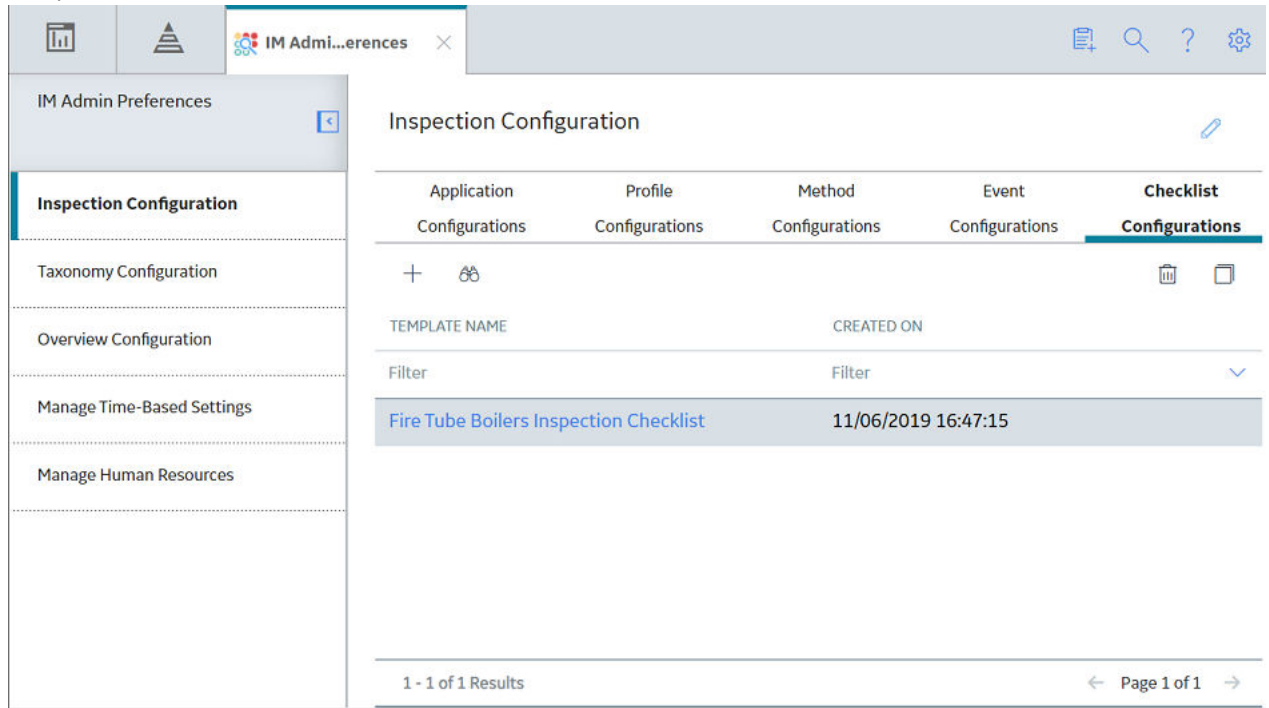 IM Admi...erences
IM Admin Preferences
Inspection Configuration
Taxonomy Configuration
Overview Configuration
Manage Time-Based Settings
Manage Human Resources
Inspection Configuration
Application Configurations
Profile Configurations
Method Configurations
Event Configurations
Checklist Configurations
TEMPLATE NAME CREATED ON
Filter Filter
Fire Tube Boilers Inspection Checklist 11/06/2019 16:47:15
1 - 1 of 1 Results Page 1 of 1